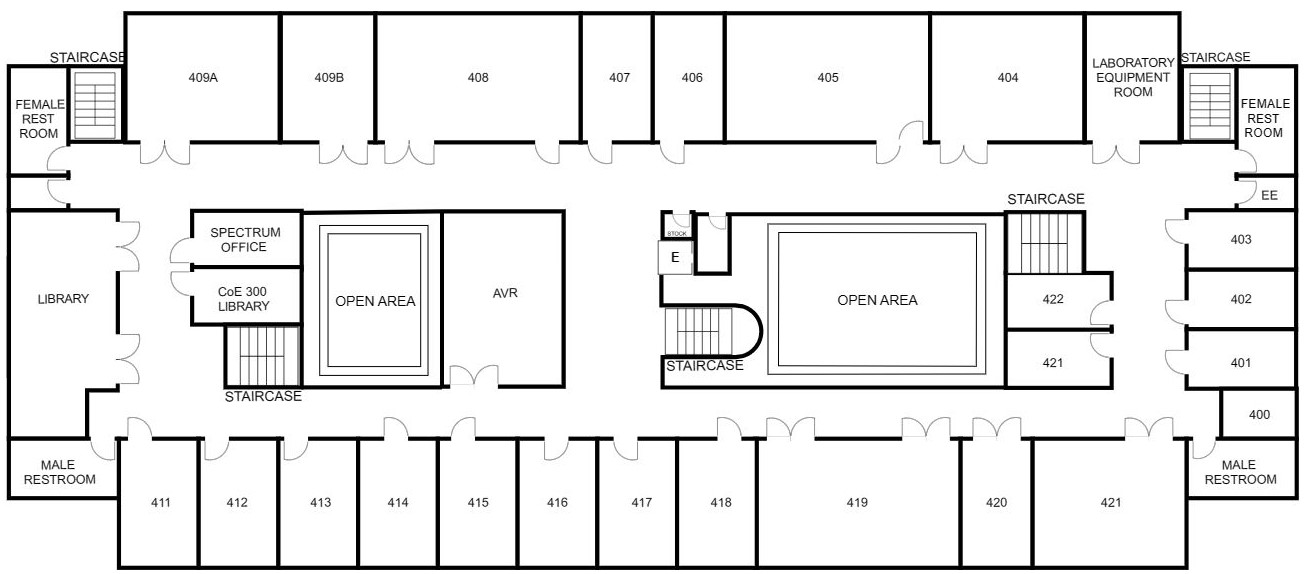 STAIRCASE
STAIRCASE
409A
409B
408
407
406
405
404
LABORATORY
EQUIPMENT
ROOM
FEMALE
REST
ROOM
FEMALE
REST
ROOM
EE
STAIRCASE
SPECTRUM
OFFICE
STOCK
E
403
LIBRARY
CoE 300
LIBRARY
OPEN AREA
AVR
OPEN AREA
422
402
STAIRCASE
421
401
STAIRCASE
400
MALE
RESTROOM
MALE
RESTROOM
411
412
413
414
415
416
417
418
419
420
421